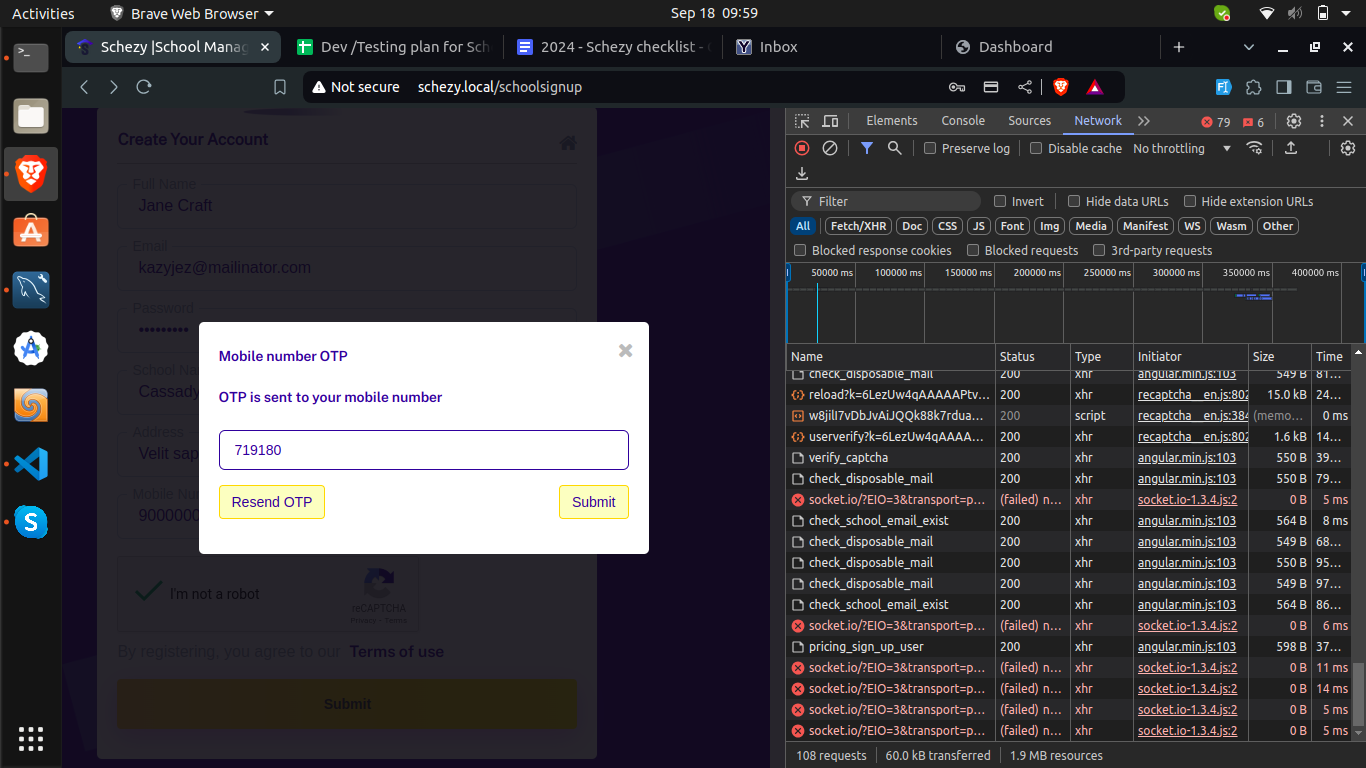 Activities
Brave Web Browser
Sep 18 09:59
Schezy |School Manag
Dev /Testing plan for Sch
2024 - Schezy checklist -
Inbox
Dashboard
Not secure
schezy.local/schoolsignup
Create Your Account
Full Name
Jane Craft
Email
kazyjez@mailinator.com
Password
•••••••••
School Na
Cassady
Address
Velit sap
Mobile Nu
9000000
Mobile number OTP
OTP is sent to your mobile number
719180
Resend OTP
Submit
I'm not a robot
reCAPTCHA
Privacy - Terms
By registering, you agree to our Terms of use
Submit
Elements Console Sources Network 79 6
Preserve log Disable cache No throttling
Filter Invert Hide data URLs Hide extension URLs
All Fetch/XHR Doc CSS JS Font Img Media Manifest WS Wasm Other
Blocked response cookies Blocked requests 3rd-party requests
50000 ms 100000 ms 150000 ms 200000 ms 250000 ms 300000 ms 350000 ms 400000 ms
Name Status Type Initiator Size Time
check_disposable_mail 200 xhr angular.min.js:103 549 B 81...
reload?k=6LezUw4qAAAAAPtv... 200 xhr recaptcha__en.js:802 15.0 kB 24...
w8jill7vDbJvAiJQQk88k7rdua... 200 script recaptcha__en.js:384 (memo... 0 ms
userverify?k=6LezUw4qAAAA... 200 xhr recaptcha__en.js:802 1.6 kB 14...
verify_captcha 200 xhr angular.min.js:103 550 B 39...
check_disposable_mail 200 xhr angular.min.js:103 550 B 79...
socket.io/?EIO=3&transport=p... (failed) n... xhr socket.io-1.3.4.js:2 0 B 5 ms
check_school_email_exist 200 xhr angular.min.js:103 564 B 8 ms
check_disposable_mail 200 xhr angular.min.js:103 549 B 68...
check_disposable_mail 200 xhr angular.min.js:103 550 B 95...
check_disposable_mail 200 xhr angular.min.js:103 549 B 97...
check_school_email_exist 200 xhr angular.min.js:103 564 B 86...
socket.io/?EIO=3&transport=p... (failed) n... xhr socket.io-1.3.4.js:2 0 B 6 ms
pricing_sign_up_user 200 xhr angular.min.js:103 598 B 37...
socket.io/?EIO=3&transport=p... (failed) n... xhr socket.io-1.3.4.js:2 0 B 11 ms
socket.io/?EIO=3&transport=p... (failed) n... xhr socket.io-1.3.4.js:2 0 B 14 ms
socket.io/?EIO=3&transport=p... (failed) n... xhr socket.io-1.3.4.js:2 0 B 5 ms
socket.io/?EIO=3&transport=p... (failed) n... xhr socket.io-1.3.4.js:2 0 B 5 ms
108 requests 60.0 kB transferred 1.9 MB resources